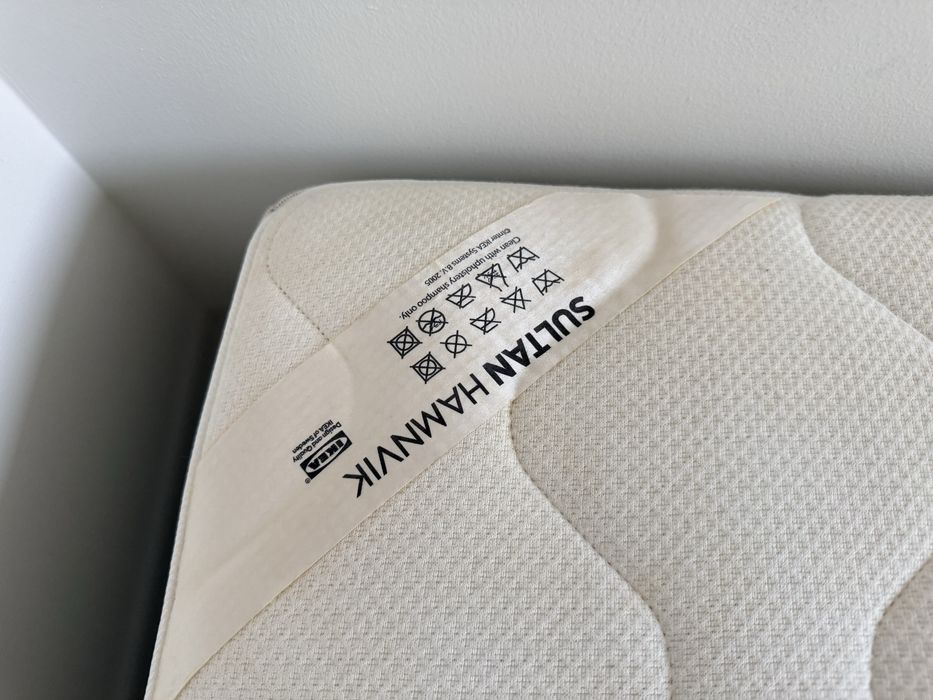 SULTAN HAMNVIK
Clean with upholstery shampoo only.
©Inter IKEA Systems B.V. 2005
IKEA®
Design and Quality
IKEA of Sweden